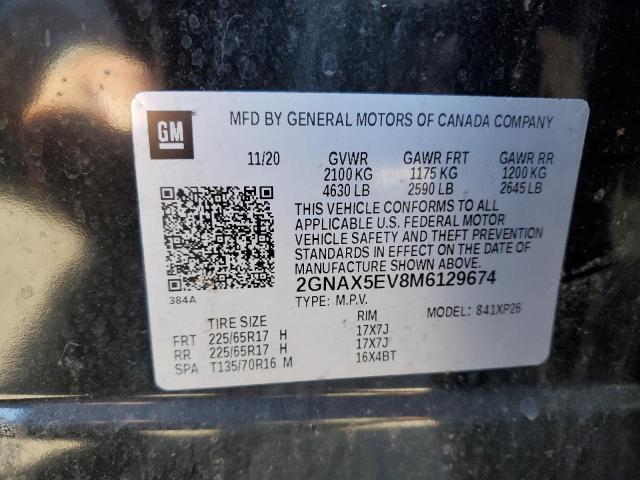 GM
MFD BY GENERAL MOTORS OF CANADA COMPANY
11/20 GVWR GAWR FRT GAWR RR
2100 KG 1175 KG 1200 KG
4630 LB 2590 LB 2645 LB
THIS VEHICLE CONFORMS TO ALL
APPLICABLE U.S. FEDERAL MOTOR
VEHICLE SAFETY AND THEFT PREVENTION
STANDARDS IN EFFECT ON THE DATE OF
MANUFACTURE SHOWN ABOVE.
2GNAX5EV8M6129674
384A
TYPE: M.P.V. MODEL: 841XP26
TIRE SIZE RIM
FRT 225/65R17 H 17X7J
RR 225/65R17 H 17X7J
SPA T135/70R16 M 16X4BT